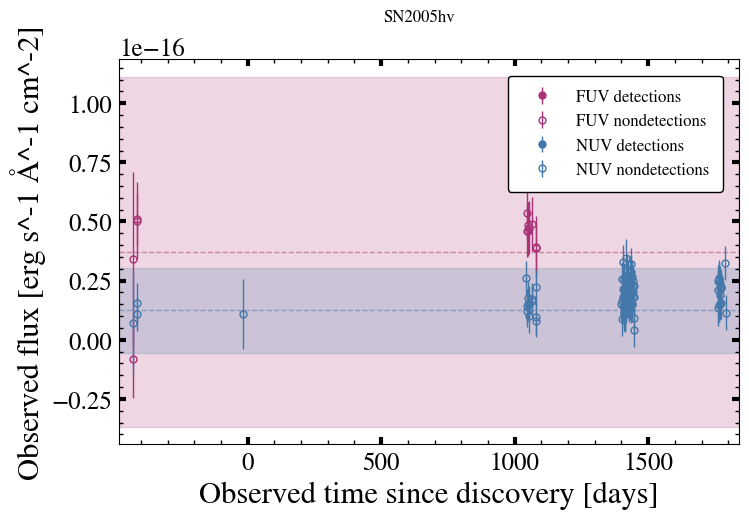 SN2005hv
1e−16
Observed flux [erg s^-1 Å^-1 cm^-2]
1.00
0.75
0.50
0.25
0.00
−0.25
FUV detections
FUV nondetections
NUV detections
NUV nondetections
0 500 1000 1500
Observed time since discovery [days]